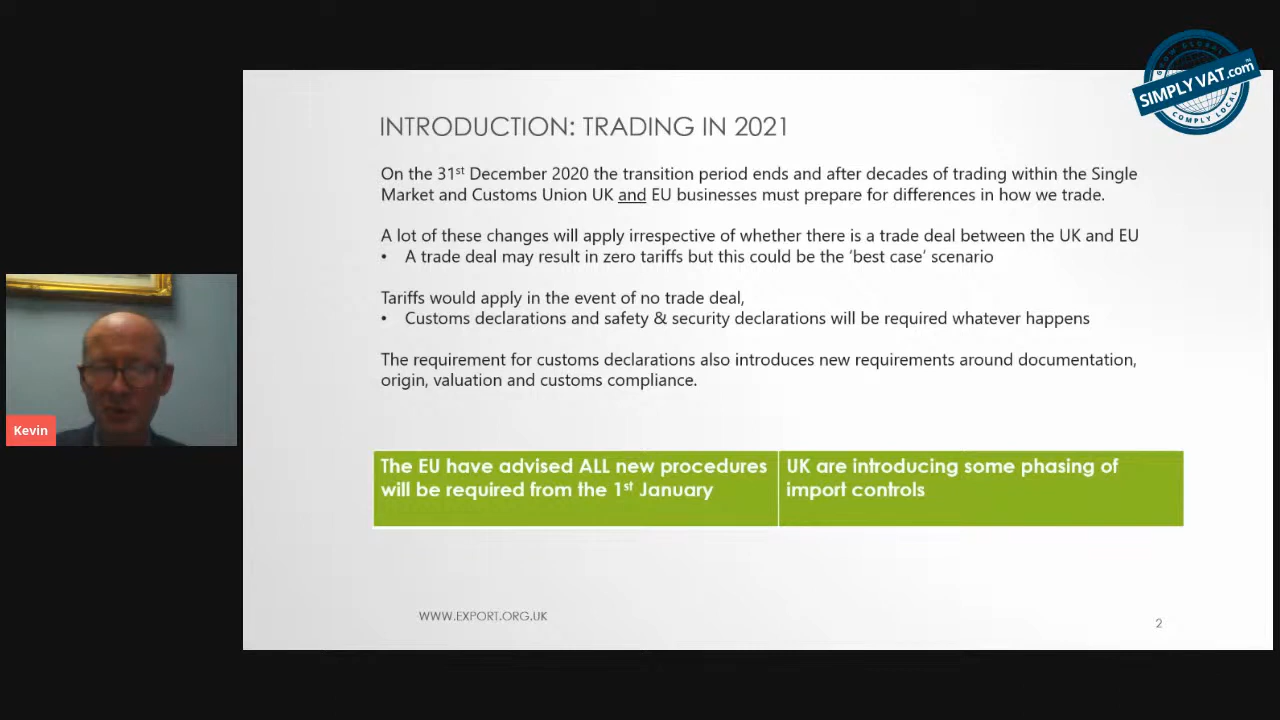 GROW GLOBAL
SIMPLY VAT.com
COMPLY LOCAL
INTRODUCTION: TRADING IN 2021
On the 31st December 2020 the transition period ends and after decades of trading within the Single
Market and Customs Union UK and EU businesses must prepare for differences in how we trade.
A lot of these changes will apply irrespective of whether there is a trade deal between the UK and EU
• A trade deal may result in zero tariffs but this could be the ‘best case’ scenario
Tariffs would apply in the event of no trade deal,
• Customs declarations and safety & security declarations will be required whatever happens
The requirement for customs declarations also introduces new requirements around documentation,
origin, valuation and customs compliance.
Kevin
The EU have advised ALL new procedures
will be required from the 1st January
UK are introducing some phasing of
import controls
WWW.EXPORT.ORG.UK
2